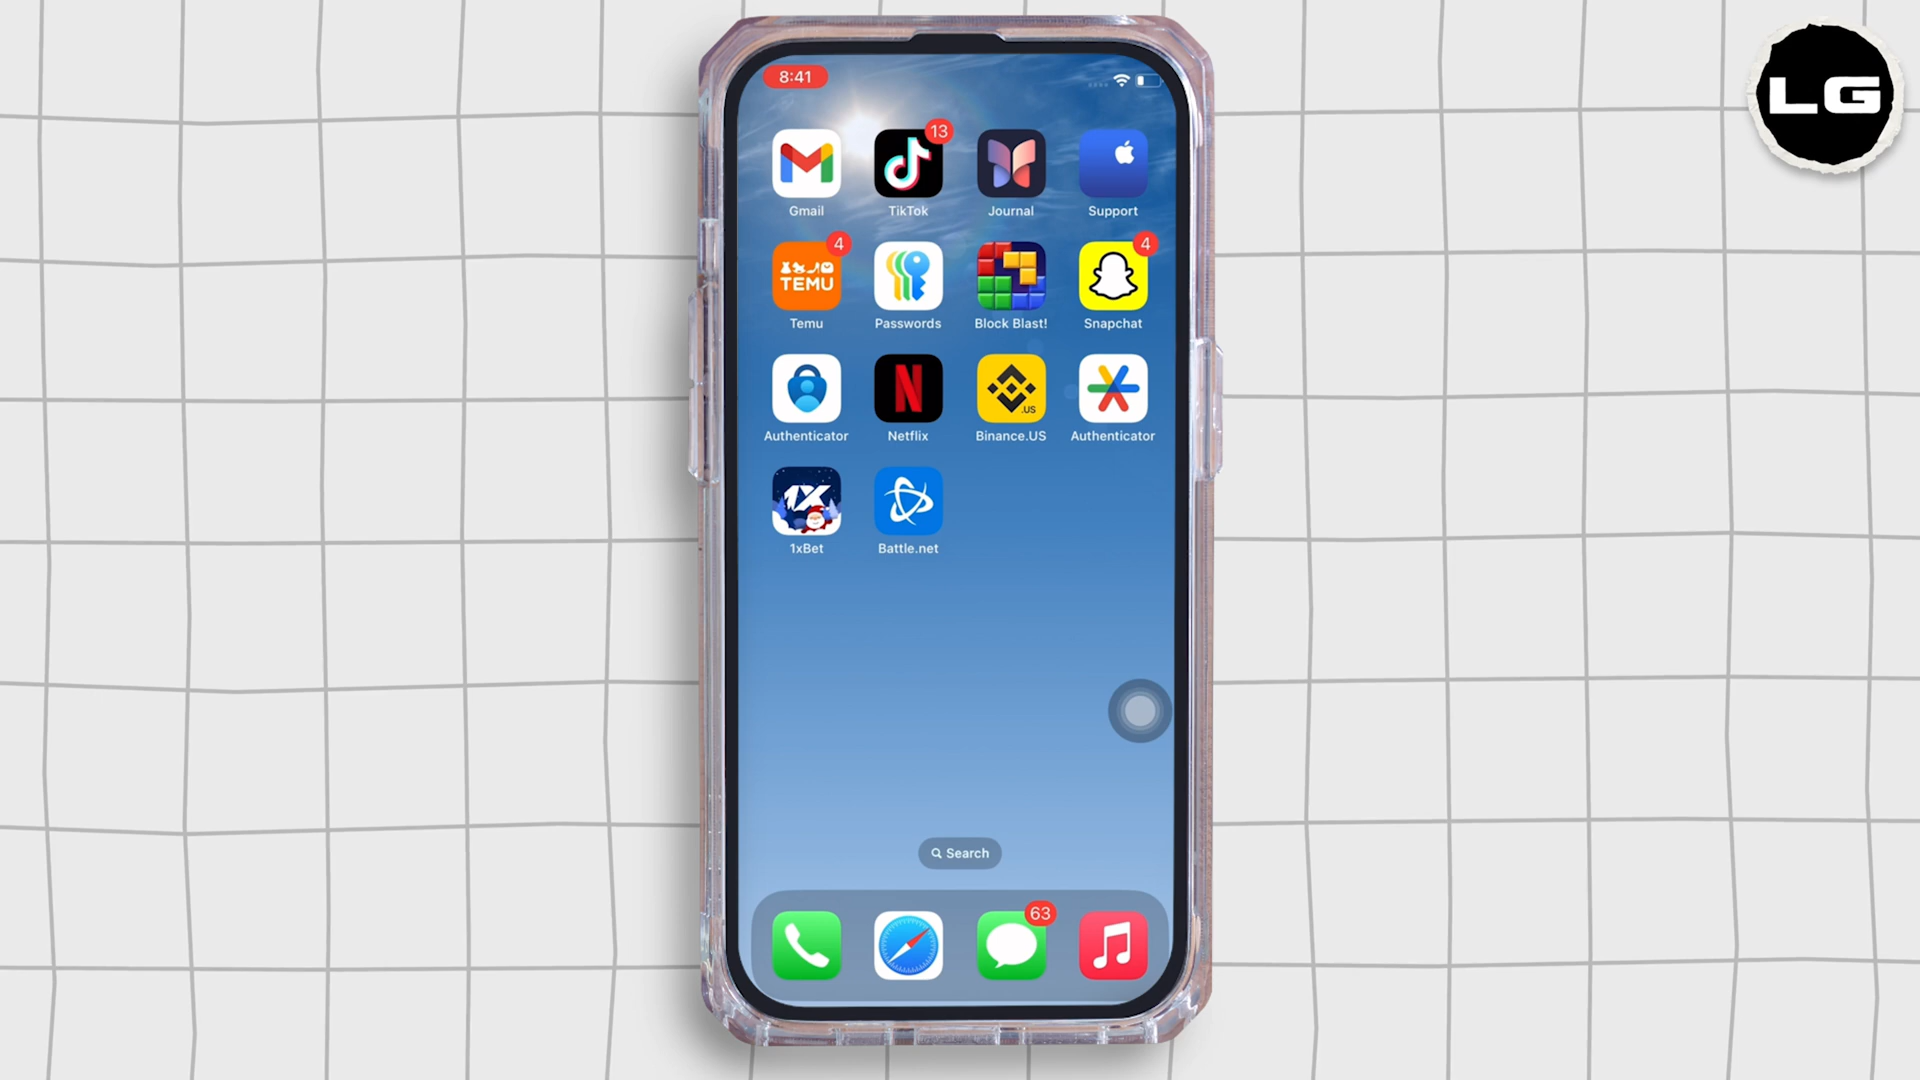 LG
8:41
13
Gmail
TikTok
Journal
Support
4
4
TEMU
Temu
Passwords
Block Blast!
Snapchat
N
.US
Authenticator
Netflix
Binance.US
Authenticator
1X
1xBet
Battle.net
Search
63